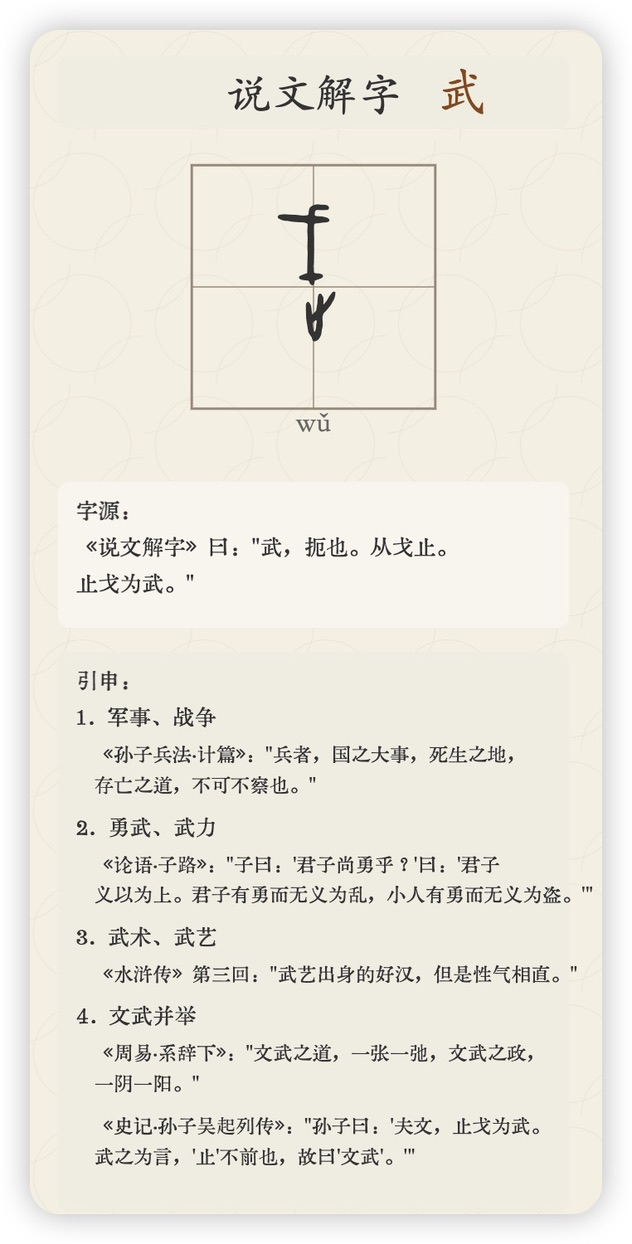 说文解字 武
wǔ
字源：
《说文解字》曰："武，扼也。从戈止。
止戈为武。"
引申：
1. 军事、战争
《孙子兵法·计篇》："兵者，国之大事，死生之地，
存亡之道，不可不察也。"
2. 勇武、武力
《论语·子路》："子曰：'君子尚勇乎？'曰：'君子
义以为上。君子有勇而无义为乱，小人有勇而无义为盗。'"
3. 武术、武艺
《水浒传》第三回："武艺出身的好汉，但是性气相直。"
4. 文武并举
《周易·系辞下》："文武之道，一张一弛，文武之政，
一阴一阳。"
《史记·孙子吴起列传》："孙子曰：'夫文，止戈为武。
武之为言，'止'不前也，故曰'文武'。'"